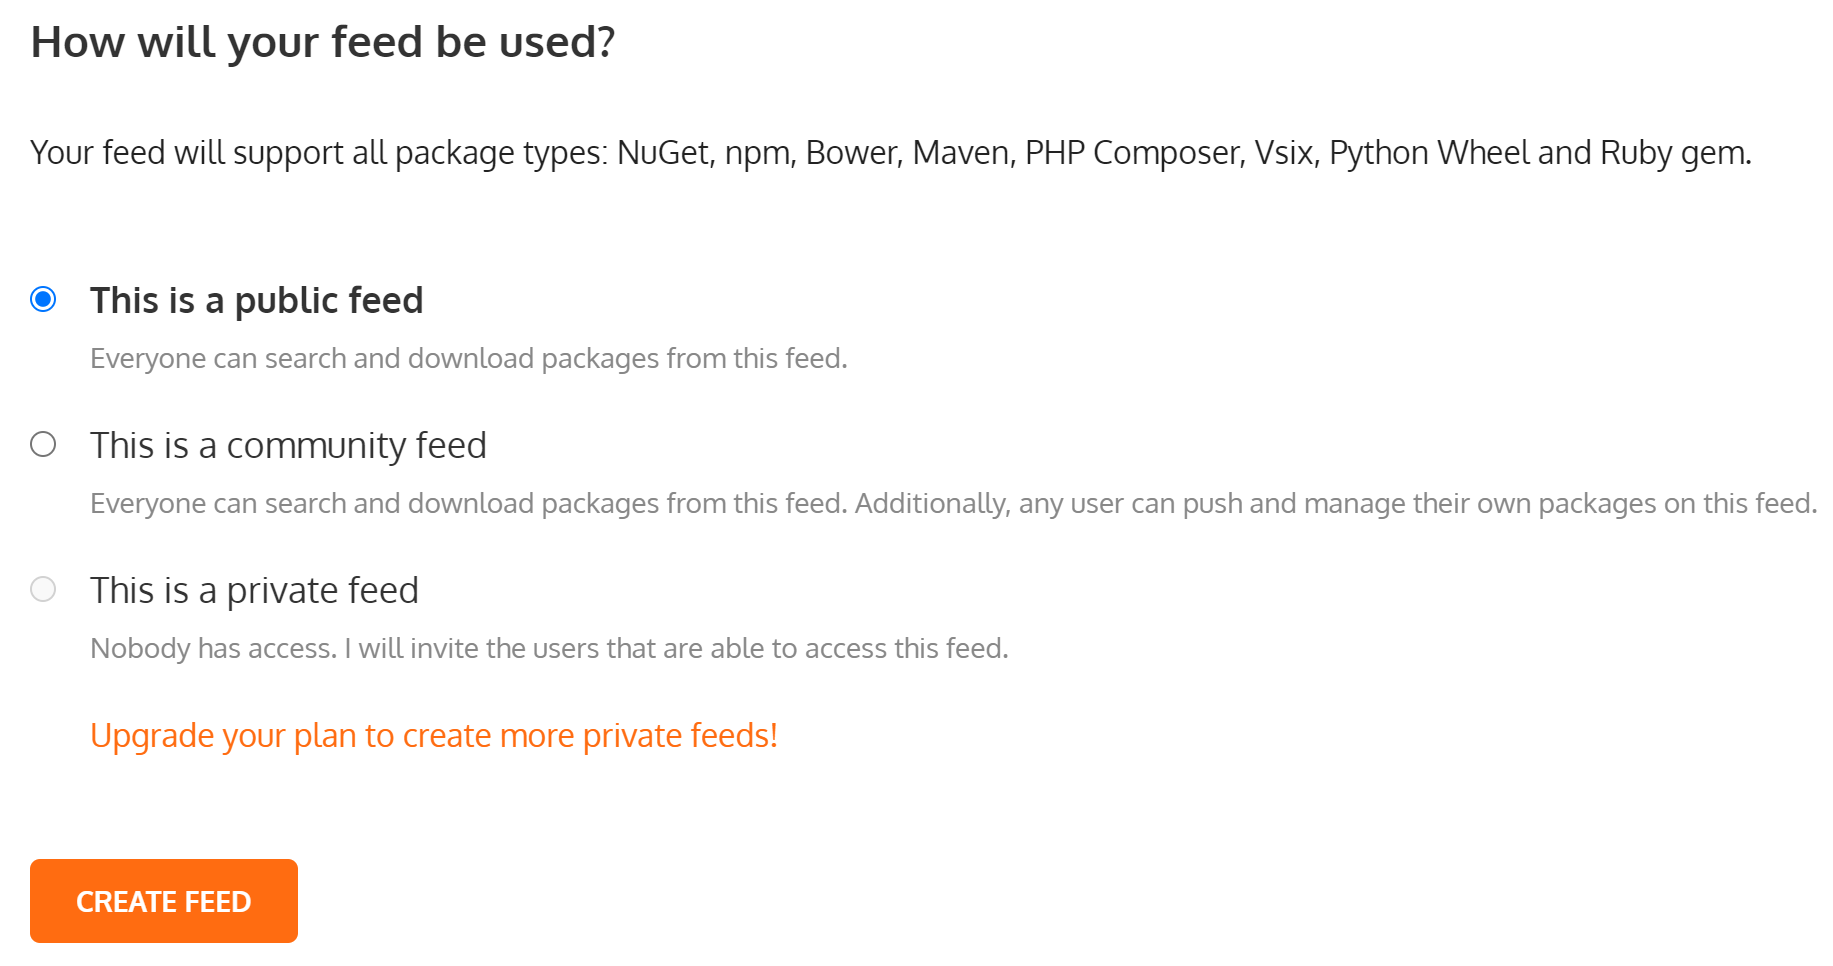 How will your feed be used?
Your feed will support all package types: NuGet, npm, Bower, Maven, PHP Composer, Vsix, Python Wheel and Ruby gem.
This is a public feed
Everyone can search and download packages from this feed.
This is a community feed
Everyone can search and download packages from this feed. Additionally, any user can push and manage their own packages on this feed.
This is a private feed
Nobody has access. I will invite the users that are able to access this feed.
Upgrade your plan to create more private feeds!
CREATE FEED